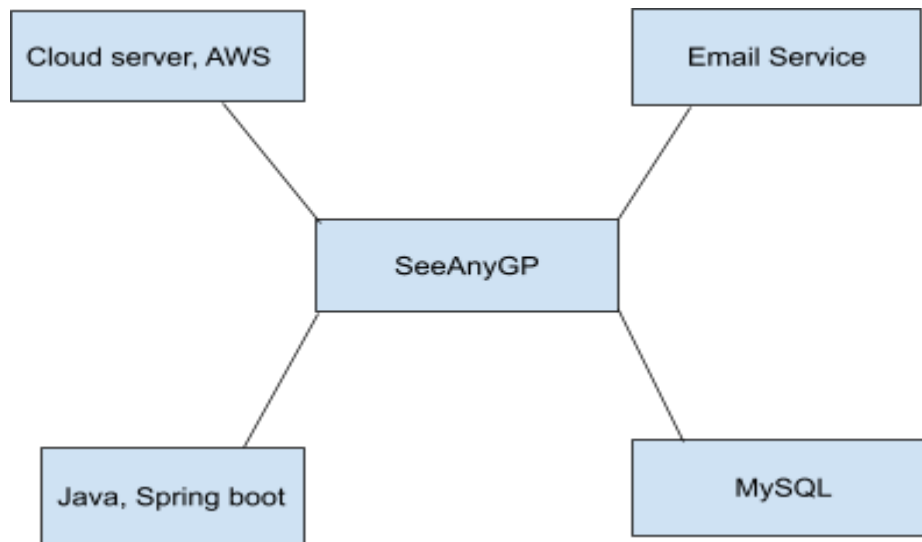 Cloud server, AWS
Email Service
SeeAnyGP
Java, Spring boot
MySQL